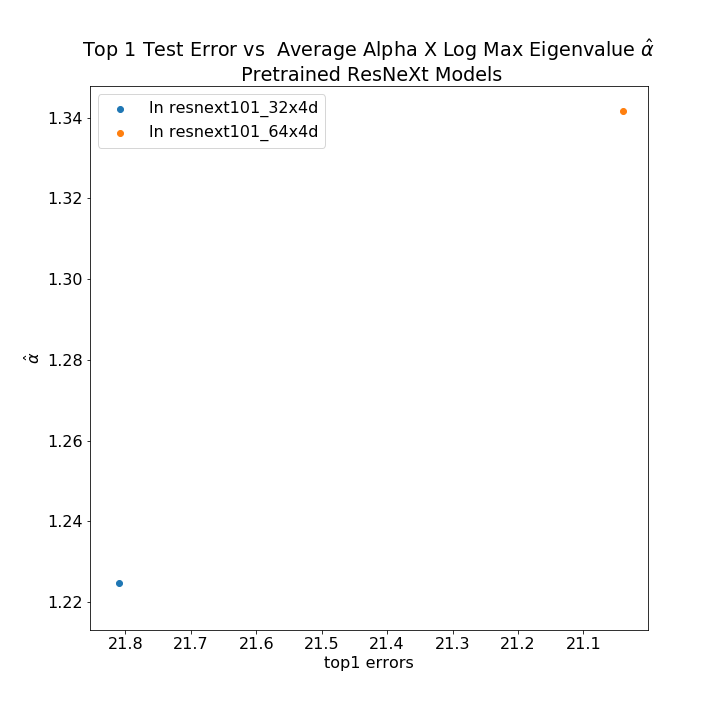 Top 1 Test Error vs  Average Alpha X Log Max Eigenvalue α̂
Pretrained ResNeXt Models
ln resnext101_32x4d
ln resnext101_64x4d
1.34
1.32
1.30
1.28
1.26
1.24
1.22
α̂
21.8 21.7 21.6 21.5 21.4 21.3 21.2 21.1
top1 errors